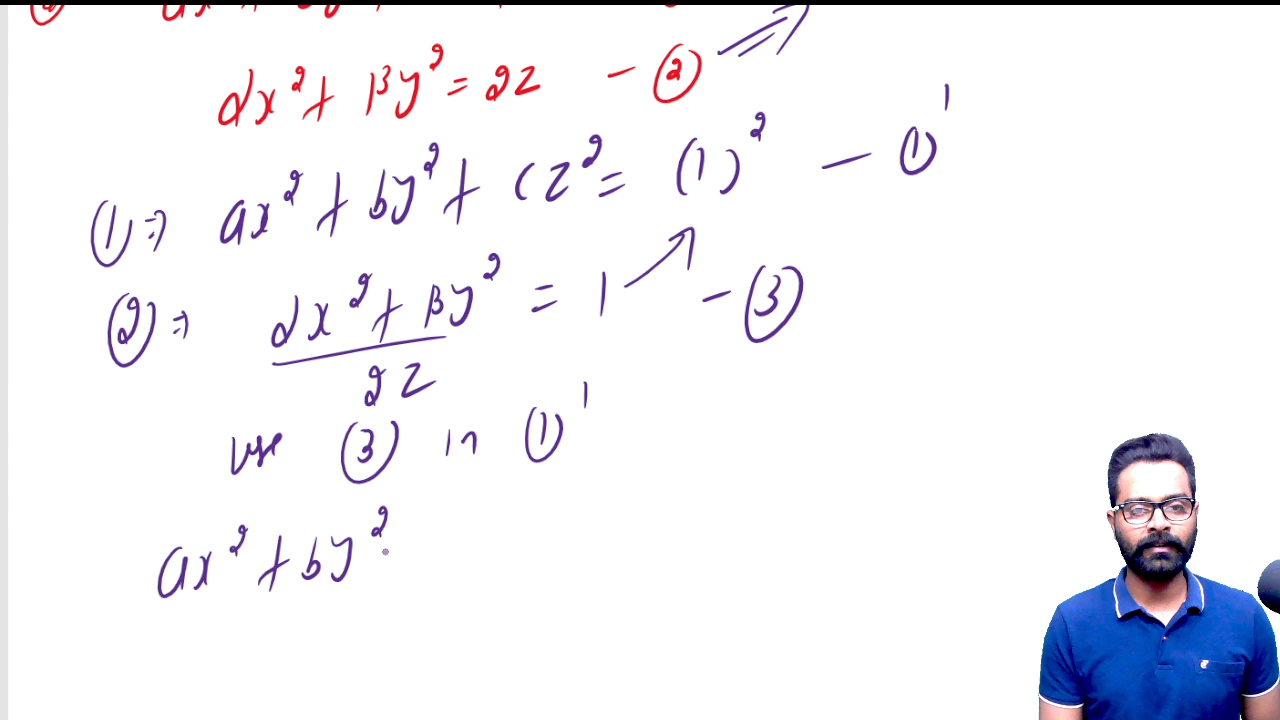 αx² + βy² = 2z - (2)
(1) ⇒ ax² + by² + cz² = (1)² - (1)'
(2) ⇒ (αx² + βy²)/2z = 1 - (3)
use (3) in (1)'
ax² + by²